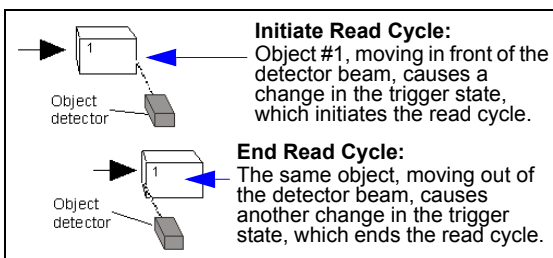 Initiate Read Cycle:
Object #1, moving in front of the
detector beam, causes a
change in the trigger state,
which initiates the read cycle.
1
Object
detector
End Read Cycle:
The same object, moving out of
the detector beam, causes
another change in the trigger
state, which ends the read cycle.
1
Object
detector